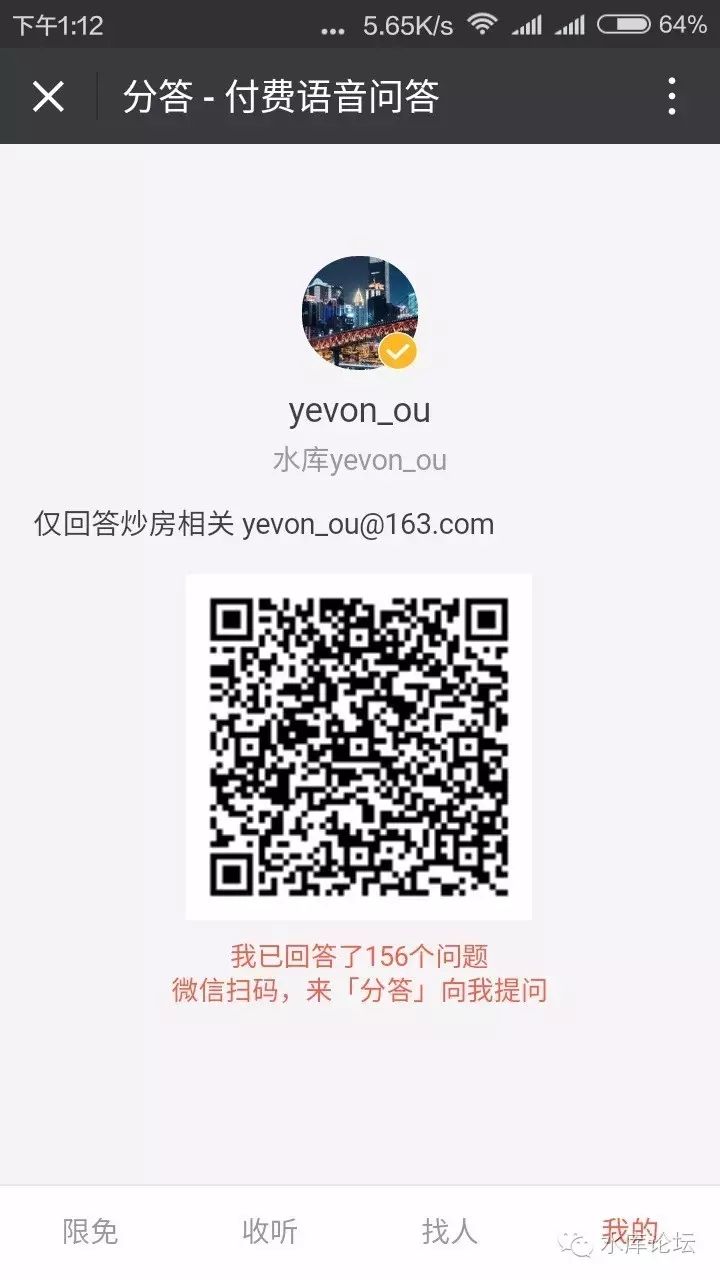 下午1:12
... 5.65K/s 64%
分答 - 付费语音问答
yevon_ou
水库yevon_ou
仅回答炒房相关 yevon_ou@163.com
我已回答了156个问题
微信扫码，来「分答」向我提问
限免 收听 找人 我的
水库论坛